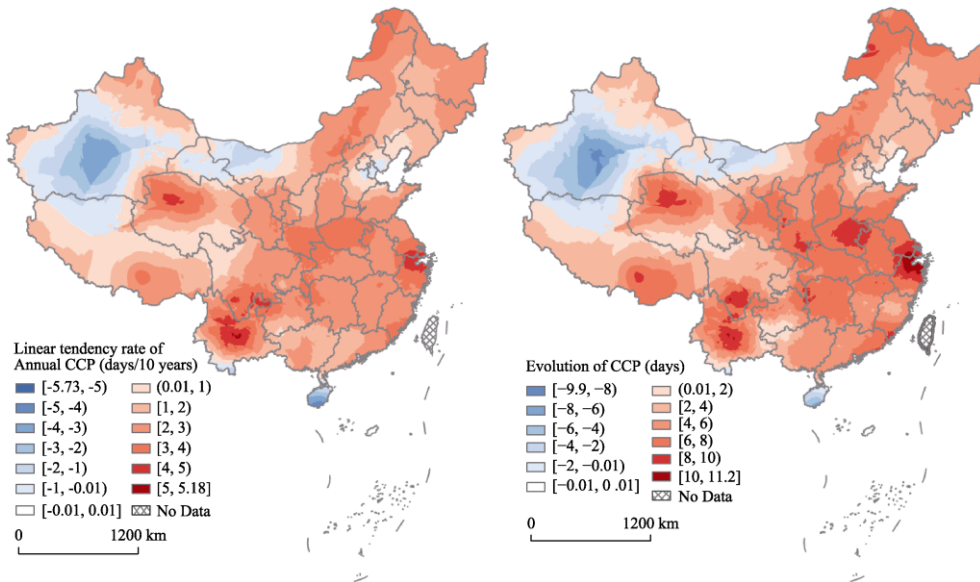 Linear tendency rate of
Annual CCP (days/10 years)
[-5.73, -5) (0.01, 1)
[-5, -4) [1, 2)
[-4, -3) [2, 3)
[-3, -2) [3, 4)
[-2, -1) [4, 5)
[-1, -0.01) [5, 5.18]
[-0.01, 0.01] No Data
0 1200 km
Evolution of CCP (days)
[−9.9, −8) (0.01, 2)
[−8, −6) [2, 4)
[−6, −4) [4, 6)
[−4, −2) [6, 8)
[−2, −0.01) [8, 10)
[−0.01, 0 .01) [10, 11.2]
No Data
0 1200 km